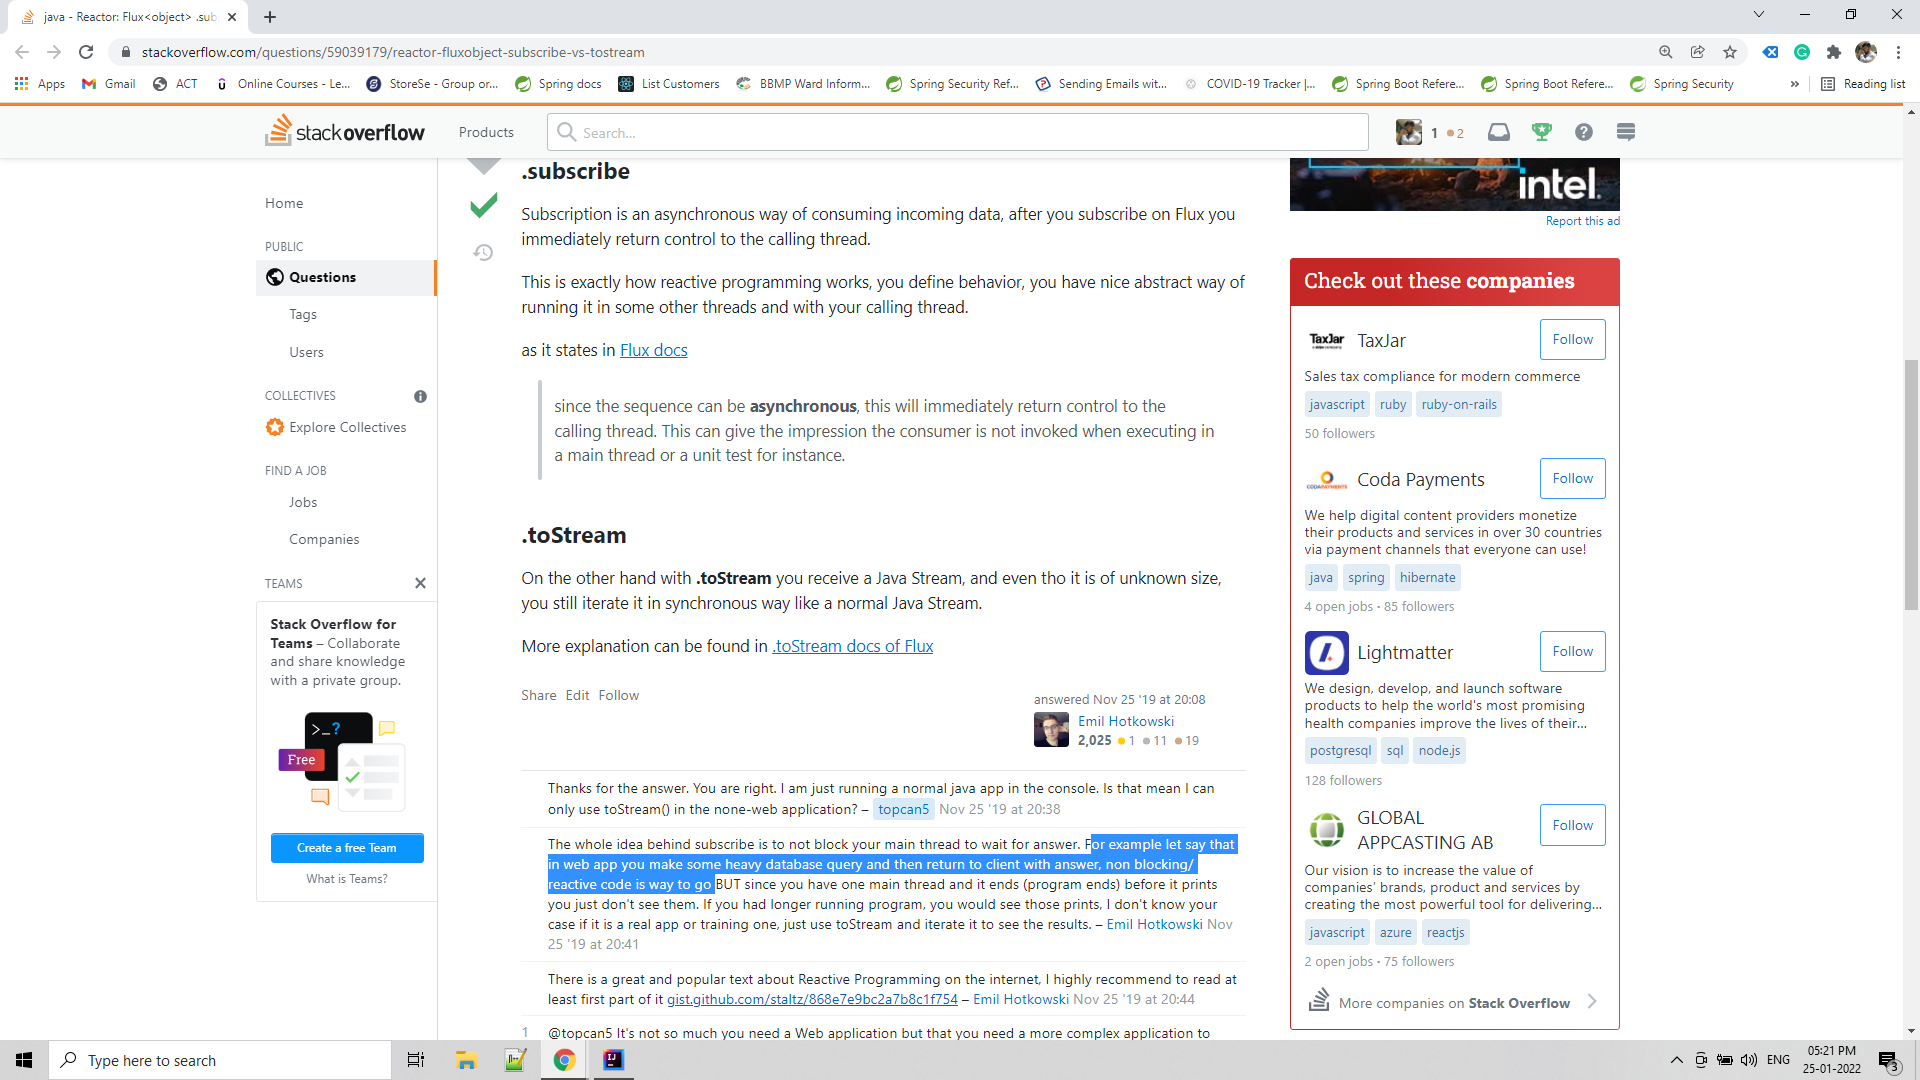 java - Reactor: Flux<object> .sub
stackoverflow.com/questions/59039179/reactor-fluxobject-subscribe-vs-tostream
Apps
Gmail
ACT
Online Courses - Le...
StoreSe - Group or...
Spring docs
List Customers
BBMP Ward Inform...
Spring Security Ref...
Sending Emails wit...
COVID-19 Tracker |...
Spring Boot Refere...
Spring Boot Refere...
Spring Security
»
Reading list
stackoverflow
Products
Search...
1
2
Home
PUBLIC
Questions
Tags
Users
COLLECTIVES
Explore Collectives
FIND A JOB
Jobs
Companies
TEAMS
Stack Overflow for
Teams – Collaborate
and share knowledge
with a private group.
>_?
Free
Create a free Team
What is Teams?
.subscribe
Subscription is an asynchronous way of consuming incoming data, after you subscribe on Flux you
immediately return control to the calling thread.
This is exactly how reactive programming works, you define behavior, you have nice abstract way of
running it in some other threads and with your calling thread.
as it states in Flux docs
since the sequence can be asynchronous, this will immediately return control to the
calling thread. This can give the impression the consumer is not invoked when executing in
a main thread or a unit test for instance.
.toStream
On the other hand with .toStream you receive a Java Stream, and even tho it is of unknown size,
you still iterate it in synchronous way like a normal Java Stream.
More explanation can be found in .toStream docs of Flux
Share Edit Follow
answered Nov 25 '19 at 20:08
Emil Hotkowski
2,025 1 11 19
Thanks for the answer. You are right. I am just running a normal java app in the console. Is that mean I can
only use toStream() in the none-web application? – topcan5 Nov 25 '19 at 20:38
The whole idea behind subscribe is to not block your main thread to wait for answer. For example let say that
in web app you make some heavy database query and then return to client with answer, non blocking/
reactive code is way to go BUT since you have one main thread and it ends (program ends) before it prints
you just don't see them. If you had longer running program, you would see those prints, I don't know your
case if it is a real app or training one, just use toStream and iterate it to see the results. – Emil Hotkowski Nov
25 '19 at 20:41
There is a great and popular text about Reactive Programming on the internet, I highly recommend to read at
least first part of it gist.github.com/staltz/868e7e9bc2a7b8c1f754 – Emil Hotkowski Nov 25 '19 at 20:44
1 @topcan5 It's not so much you need a Web application but that you need a more complex application to
intel.
Report this ad
Check out these companies
TaxJar
TaxJar
Follow
Sales tax compliance for modern commerce
javascript ruby ruby-on-rails
50 followers
CODAPAYMENTS
Coda Payments
Follow
We help digital content providers monetize
their products and services in over 30 countries
via payment channels that everyone can use!
java spring hibernate
4 open jobs • 85 followers
Lightmatter
Follow
We design, develop, and launch software
products to help the world's most promising
health companies improve the lives of their...
postgresql sql node.js
128 followers
GLOBAL
APPCASTING AB
Follow
Our vision is to increase the value of
companies' brands, product and services by
creating the most powerful tool for delivering...
javascript azure reactjs
2 open jobs • 75 followers
More companies on Stack Overflow
Type here to search
ENG
05:21 PM
25-01-2022
3